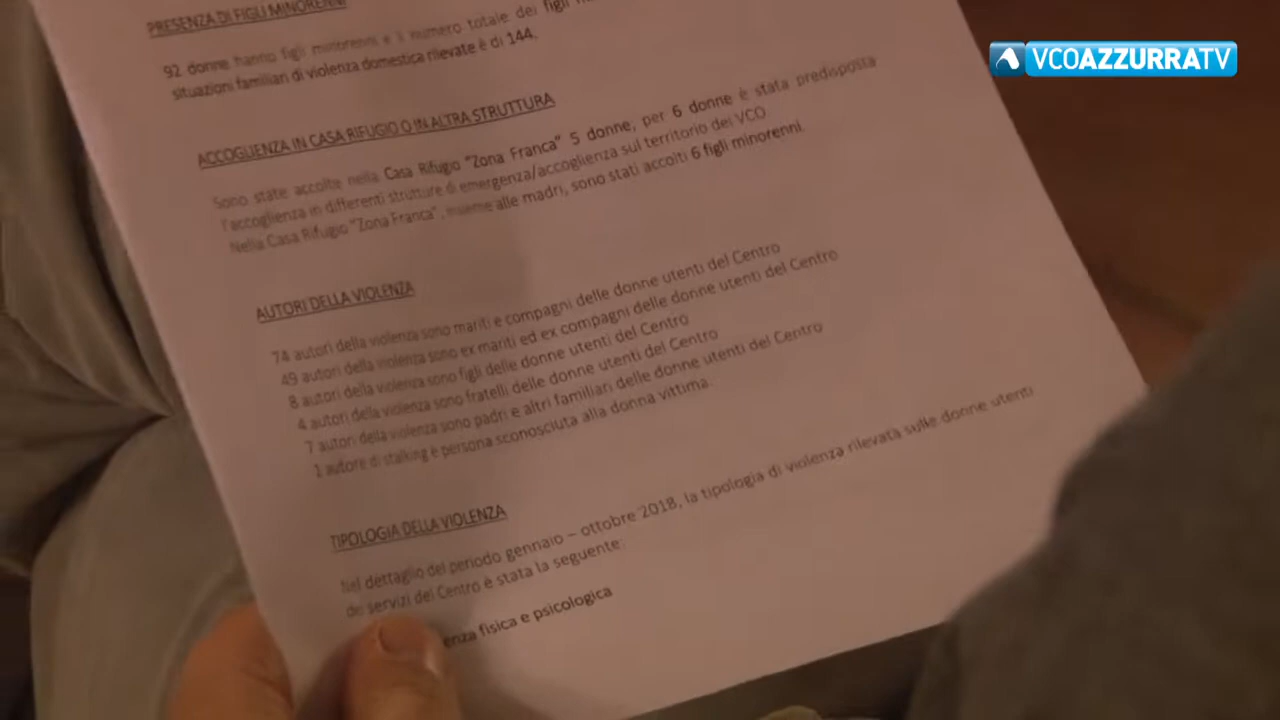 VCOAZZURRATV
PRESENZA DI FIGLI MINORENNI
92 donne hanno figli minorenni e il numero totale dei figli
situazioni familiari di violenza domestica rilevate è di 144.
ACCOGLIENZA IN CASA RIFUGIO O IN ALTRA STRUTTURA
Sono state accolte nella Casa Rifugio "Zona Franca" 5 donne, per 6 donne è stata predisposta
l'accoglienza in differenti strutture di emergenza/accoglienza sul territorio del VCO
Nella Casa Rifugio "Zona Franca", insieme alle madri, sono stati accolti 6 figli minorenni.
AUTORI DELLA VIOLENZA
74 autori della violenza sono mariti e compagni delle donne utenti del Centro
49 autori della violenza sono ex mariti ed ex compagni delle donne utenti del Centro
8 autori della violenza sono figli delle donne utenti del Centro
4 autori della violenza sono fratelli delle donne utenti del Centro
7 autori della violenza sono padri e altri familiari delle donne utenti del Centro
1 autore di stalking è persona sconosciuta alla donna vittima.
TIPOLOGIA DELLA VIOLENZA
Nel dettaglio del periodo gennaio – ottobre 2018, la tipologia di violenza rilevata sulle donne utenti
dei servizi del Centro è stata la seguente:
enza fisica e psicologica